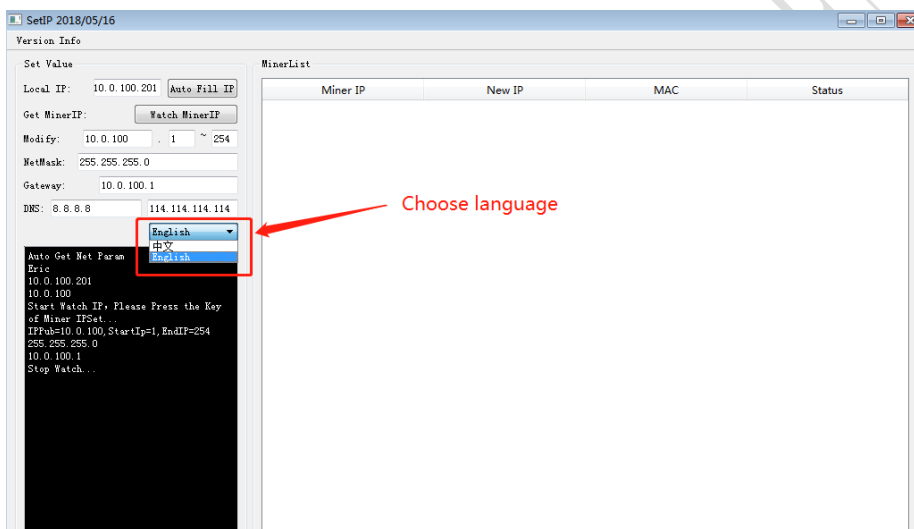 SetIP 2018/05/16
Version Info
Set Value
Local IP: 10.0.100.201 Auto Fill IP
Get MinerIP: Watch MinerIP
Modify: 10.0.100 . 1 ~ 254
NetMask: 255.255.255.0
Gateway: 10.0.100.1
DNS: 8.8.8.8 114.114.114.114
English
中文
English
Auto Get Net Param
Eric
10.0.100.201
10.0.100
Start Watch IP, Please Press the Key
of Miner IPSet...
IPPub=10.0.100,StartIp=1,EndIP=254
255.255.255.0
10.0.100.1
Stop Watch...
MinerList
Miner IP New IP MAC Status
Choose language